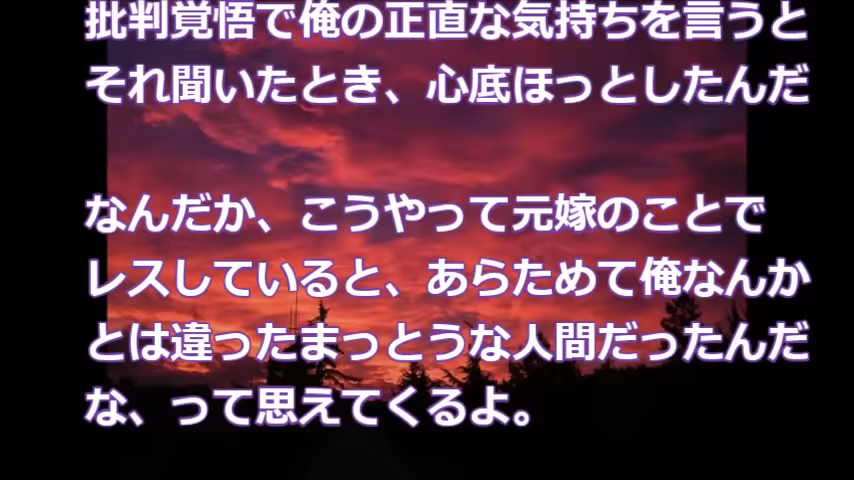 批判覚悟で俺の正直な気持ちを言うと
それ聞いたとき、心底ほっとしたんだ
なんだか、こうやって元嫁のことで
レスしていると、あらためて俺なんか
とは違ったまっとうな人間だったんだ
な、って思えてくるよ。